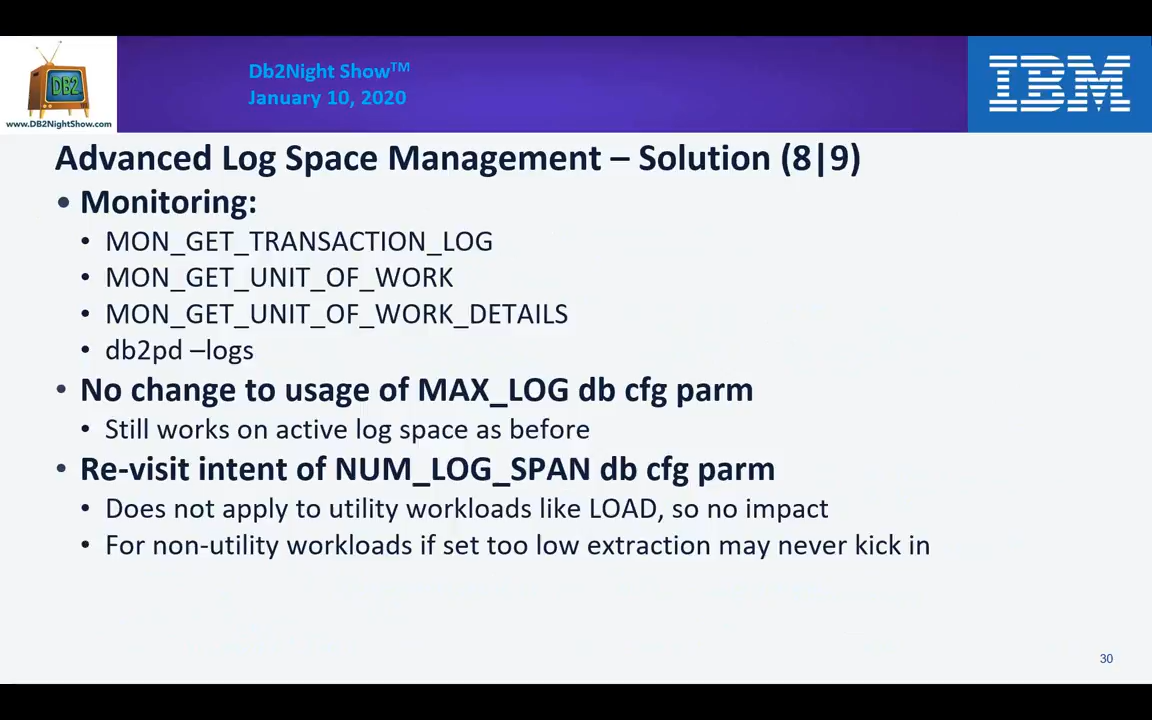 Db2Night Show™
January 10, 2020
DB2
www.DB2NightShow.com
IBM
Advanced Log Space Management – Solution (8|9)
• Monitoring:
• MON_GET_TRANSACTION_LOG
• MON_GET_UNIT_OF_WORK
• MON_GET_UNIT_OF_WORK_DETAILS
• db2pd –logs
• No change to usage of MAX_LOG db cfg parm
• Still works on active log space as before
• Re-visit intent of NUM_LOG_SPAN db cfg parm
• Does not apply to utility workloads like LOAD, so no impact
• For non-utility workloads if set too low extraction may never kick in
30